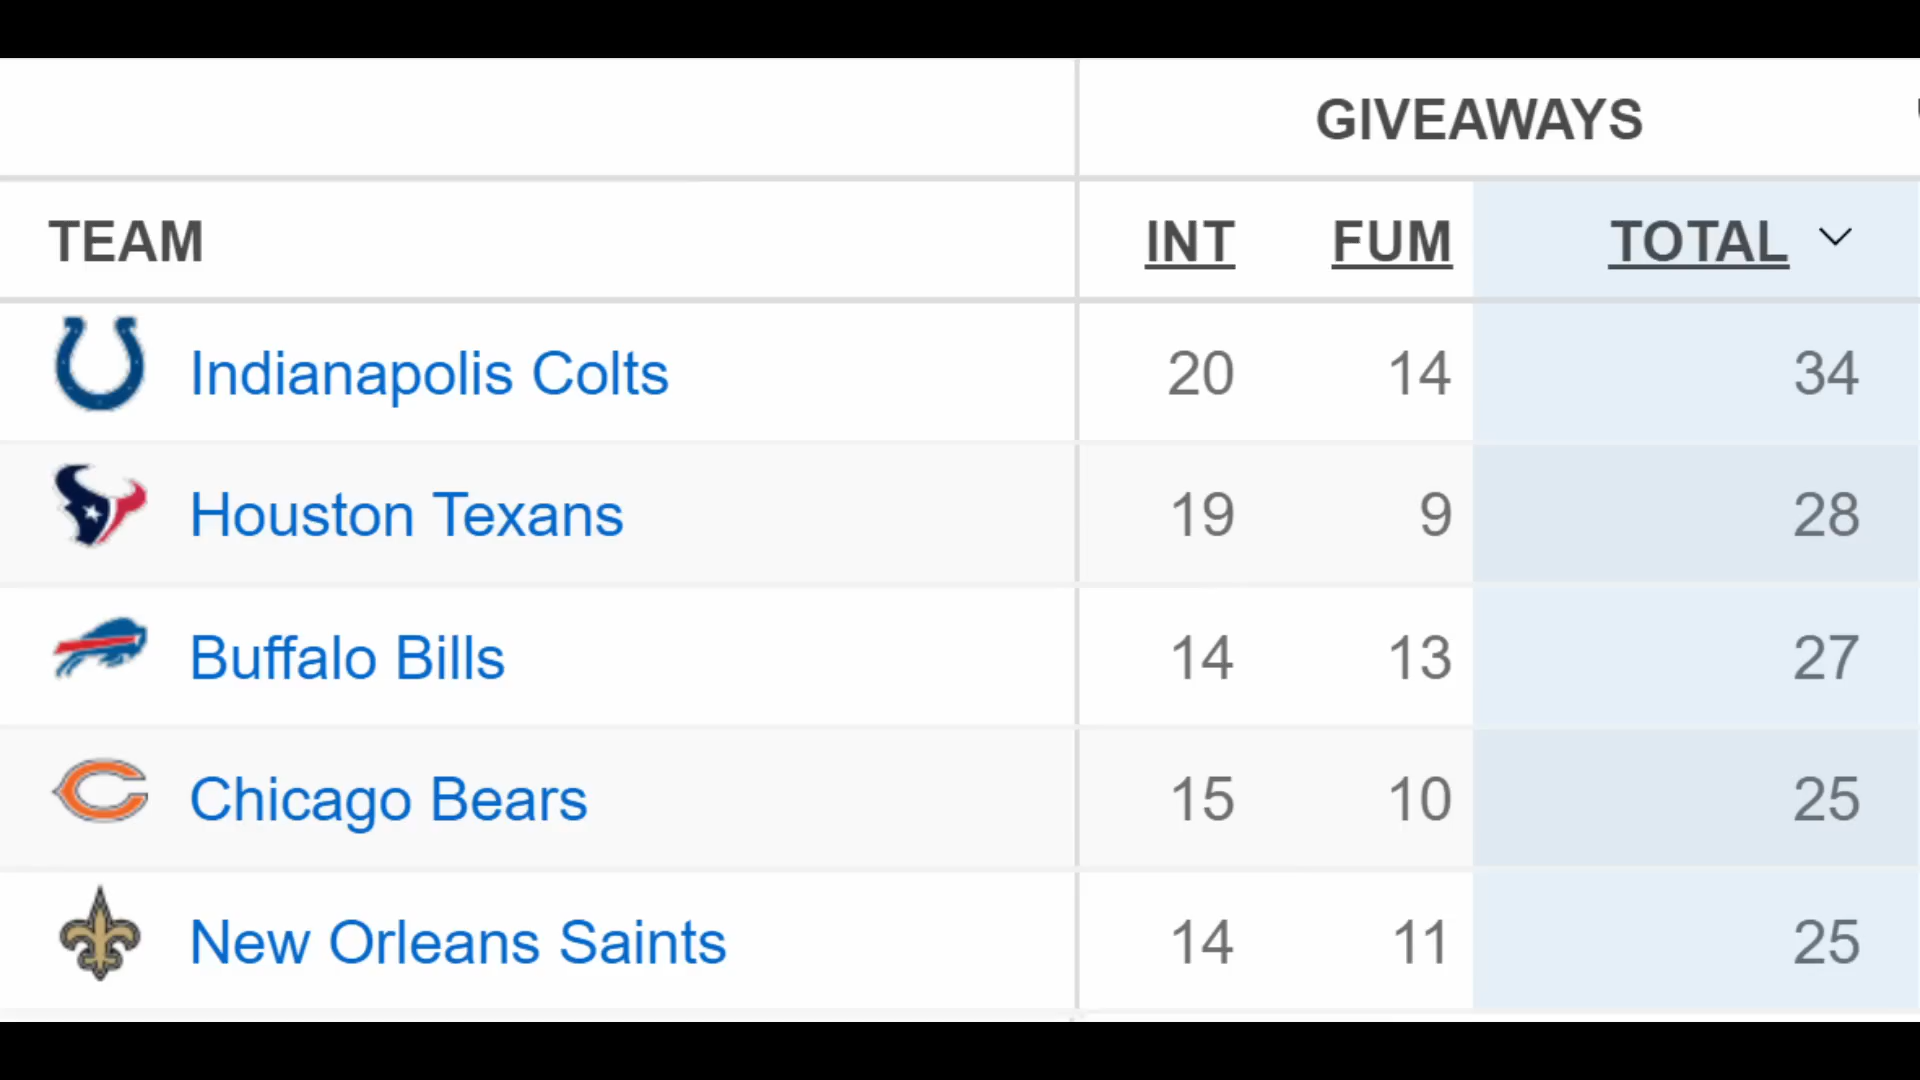 GIVEAWAYS
TEAM INT FUM TOTAL
Indianapolis Colts 20 14 34
Houston Texans 19 9 28
Buffalo Bills 14 13 27
Chicago Bears 15 10 25
New Orleans Saints 14 11 25